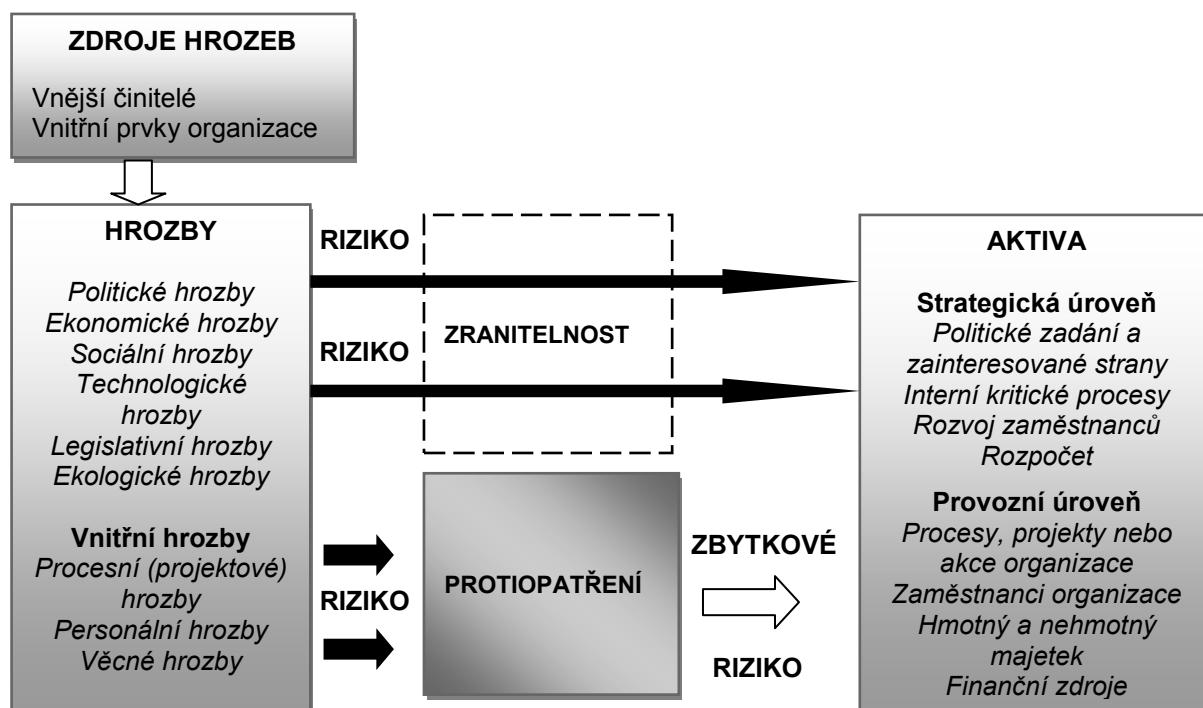 ZDROJE HROZEB
Vnější činitelé
Vnitřní prvky organizace
HROZBY
Politické hrozby
Ekonomické hrozby
Sociální hrozby
Technologické
hrozby
Legislativní hrozby
Ekologické hrozby
Vnitřní hrozby
Procesní (projektové)
hrozby
Personální hrozby
Věcné hrozby
RIZIKO
RIZIKO
RIZIKO
ZRANITELNOST
PROTIOPATŘENÍ
ZBYTKOVÉ
RIZIKO
AKTIVA
Strategická úroveň
Politické zadání a
zainteresované strany
Interní kritické procesy
Rozvoj zaměstnanců
Rozpočet
Provozní úroveň
Procesy, projekty nebo
akce organizace
Zaměstnanci organizace
Hmotný a nehmotný
majetek
Finanční zdroje